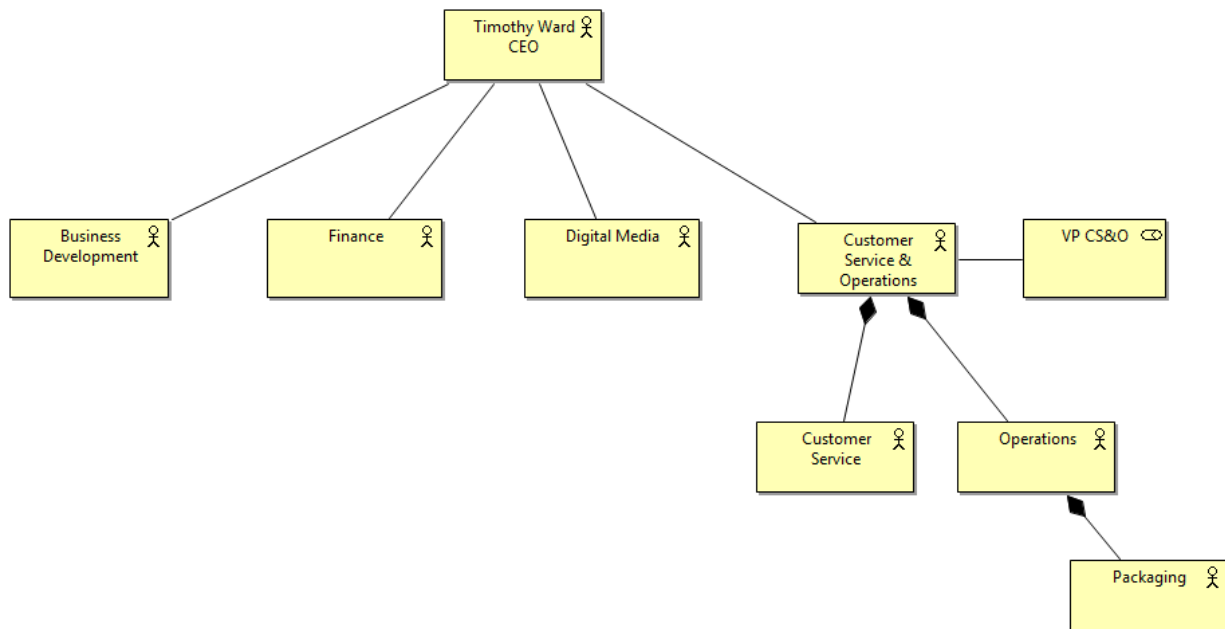 Timothy Ward
CEO
Business
Development
Finance
Digital Media
Customer
Service &
Operations
VP CS&O
Customer
Service
Operations
Packaging